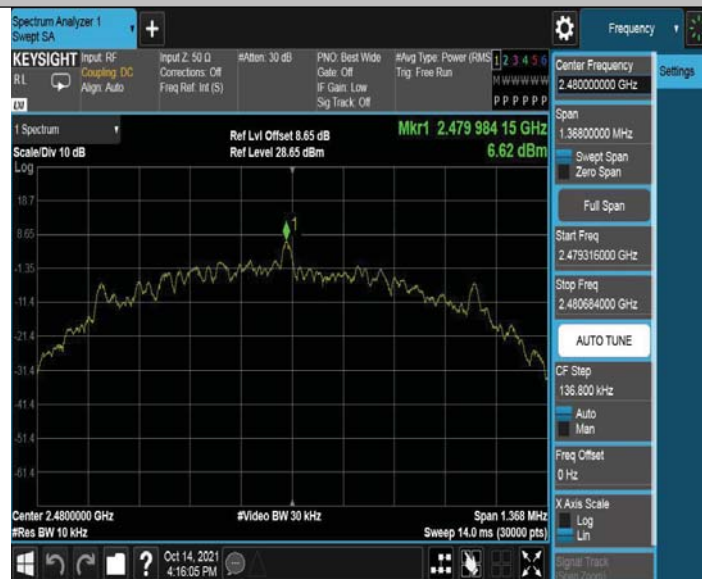 Spectrum Analyzer 1
Swept SA
+
Frequency
KEYSIGHT
RL
LXI
Input: RF
Coupling: DC
Align: Auto
Input Z: 50 Ω
Corrections: Off
Freq Ref: Int (S)
#Atten: 30 dB
PNO: Best Wide
Gate: Off
IF Gain: Low
Sig Track: Off
#Avg Type: Power (RMS
Trig: Free Run
1 2 3 4 5 6
M W W W W W
P P P P P P
1 Spectrum
Scale/Div 10 dB
Ref Lvl Offset 8.65 dB
Ref Level 28.65 dBm
Mkr1 2.479 984 15 GHz
6.62 dBm
Log
18.7
8.65
-1.35
-11.4
-21.4
-31.4
-41.4
-51.4
-61.4
1
Center 2.4800000 GHz
#Res BW 10 kHz
#Video BW 30 kHz
Span 1.368 MHz
Sweep 14.0 ms (30000 pts)
?
Oct 14, 2021
4:16:05 PM
Center Frequency
2.480000000 GHz
Settings
Span
1.36800000 MHz
Swept Span
Zero Span
Full Span
Start Freq
2.479316000 GHz
Stop Freq
2.480684000 GHz
AUTO TUNE
CF Step
136.800 kHz
Auto
Man
Freq Offset
0 Hz
X Axis Scale
Log
Lin
Signal Track
(Span Zoom)